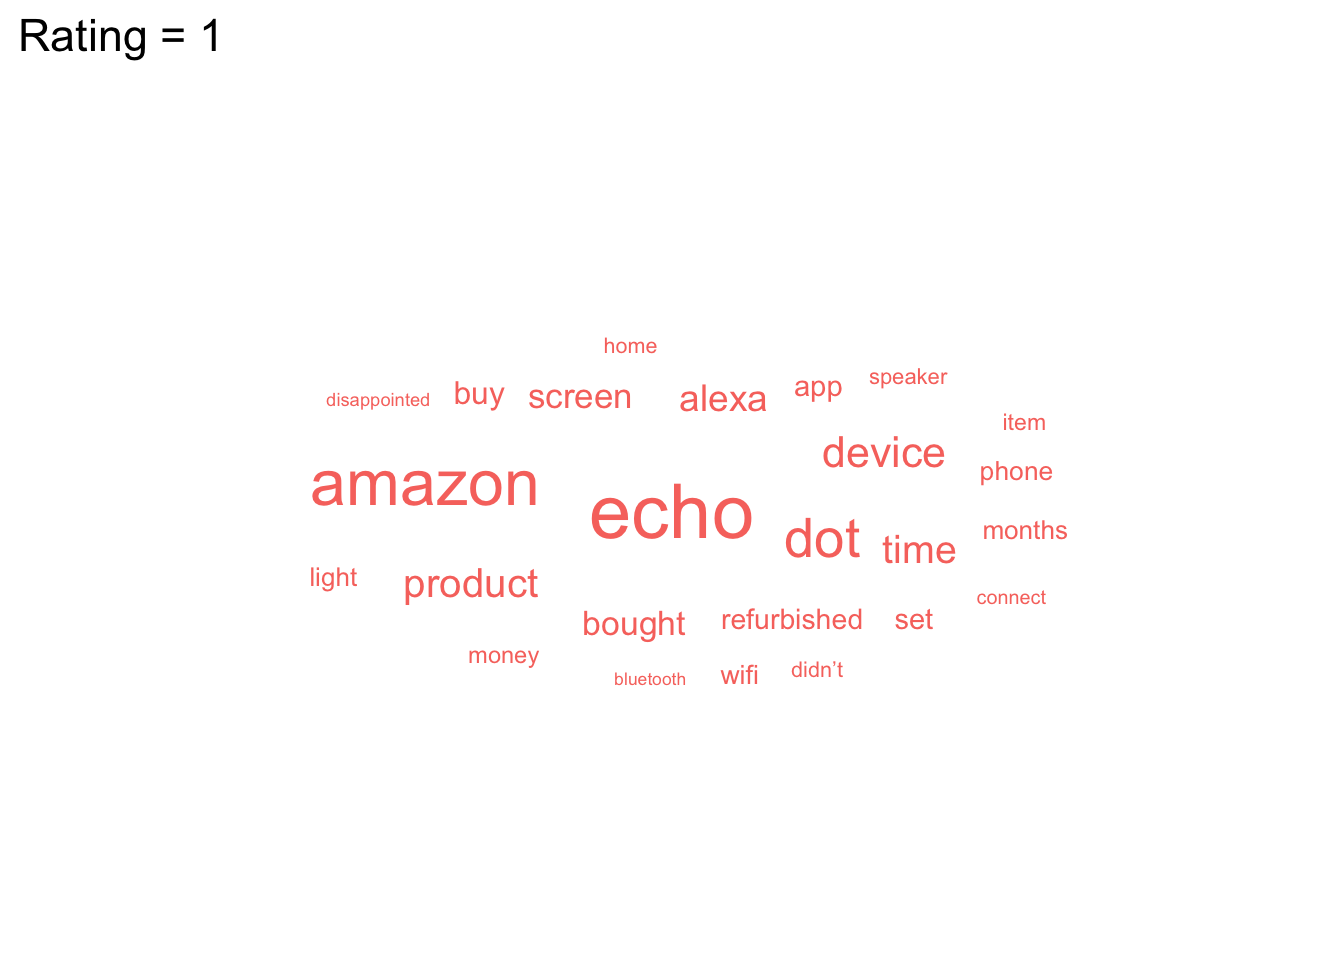 Rating = 1
home
disappointed buy screen alexa app speaker
item
amazon device phone
echo dot time months
light product connect
bought refurbished set
money bluetooth wifi didn’t